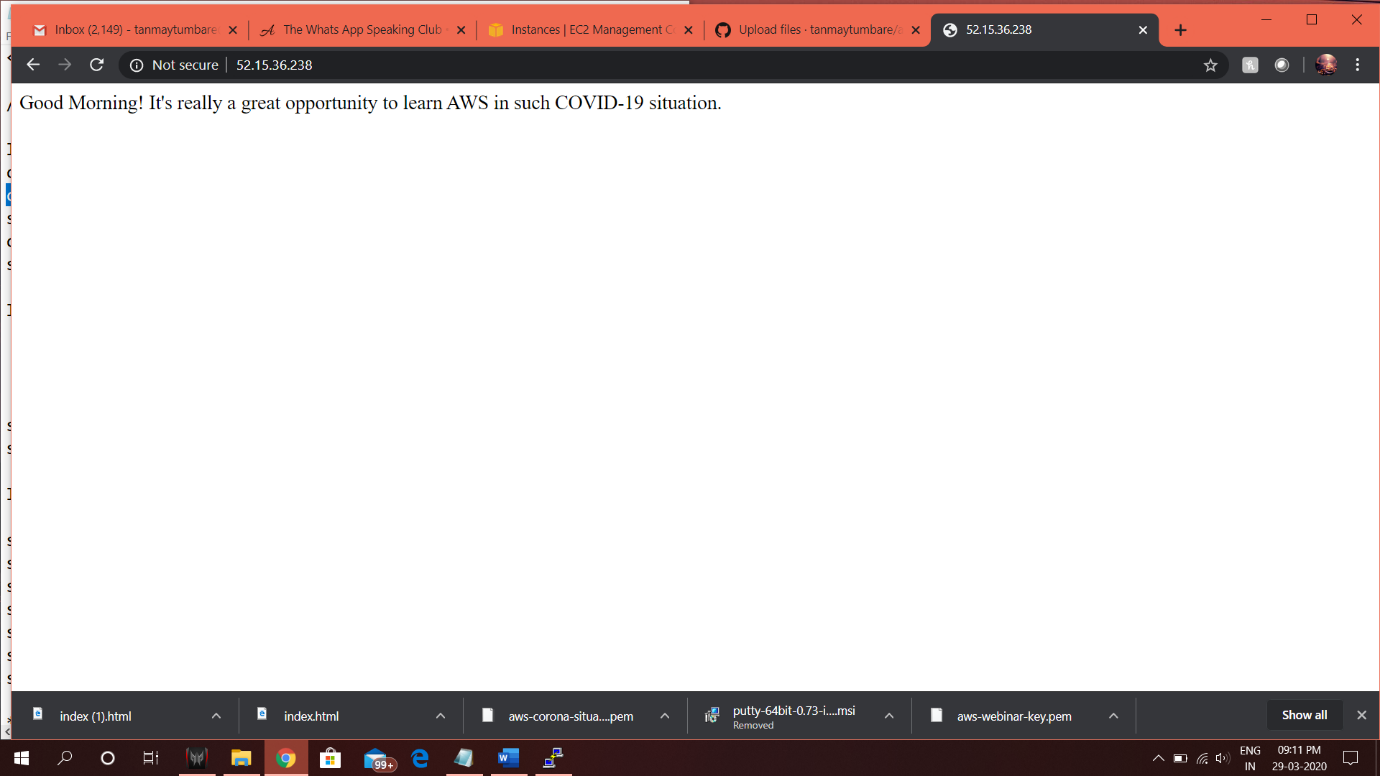 Inbox (2,149) - tanmaytumbare
The Whats App Speaking Club
Instances | EC2 Management C
Upload files · tanmaytumbare/a
52.15.36.238
Not secure | 52.15.36.238
Good Morning! It's really a great opportunity to learn AWS in such COVID-19 situation.
index (1).html
index.html
aws-corona-situa....pem
putty-64bit-0.73-i....msi
Removed
aws-webinar-key.pem
Show all
99+
ENG
IN
09:11 PM
29-03-2020